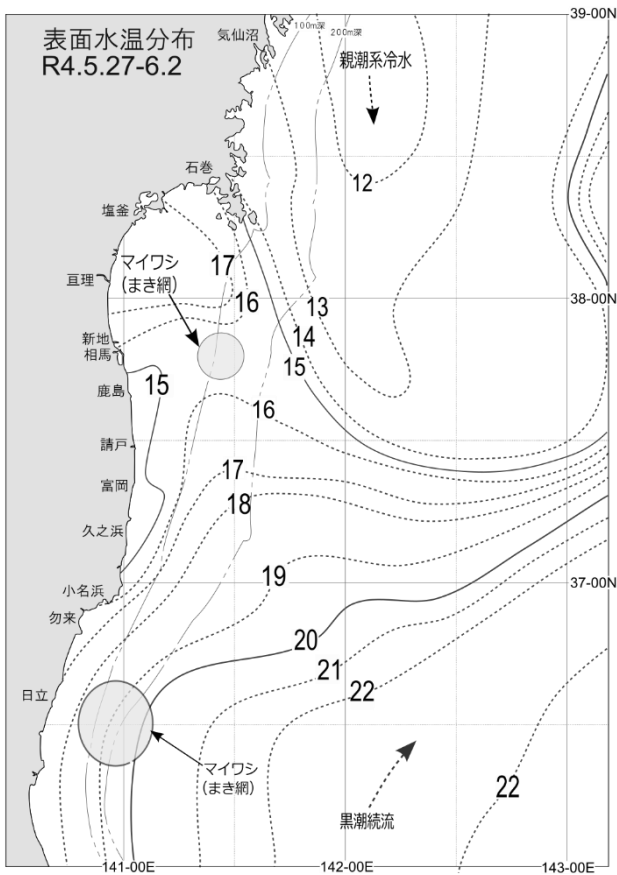 表面水温分布
R4.5.27-6.2
気仙沼
100m深
200m深
39-00N
親潮系冷水
石巻
12
塩釜
マイワシ
(まき網)
17
亘理
16
13
38-00N
新地
相馬
14
15
15
鹿島
16
請戸
17
富岡
18
久之浜
19
37-00N
小名浜
勿来
20
21
22
日立
マイワシ
(まき網)
22
黒潮続流
141-00E
142-00E
143-00E